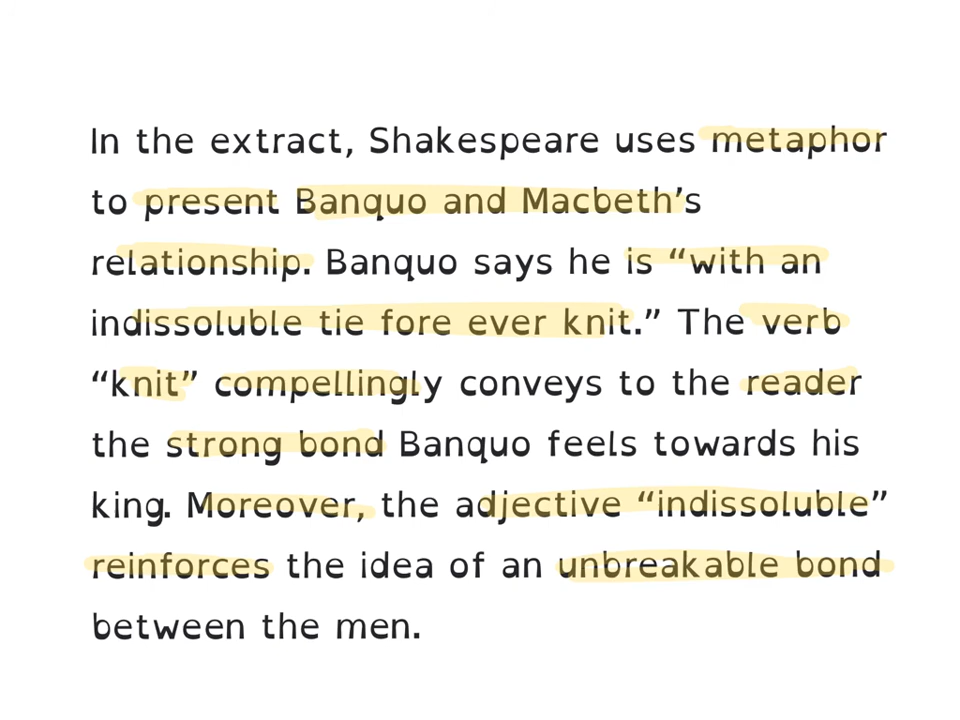 In the extract, Shakespeare uses metaphor
to present Banquo and Macbeth’s
relationship. Banquo says he is “with an
indissoluble tie fore ever knit.” The verb
“knit” compellingly conveys to the reader
the strong bond Banquo feels towards his
king. Moreover, the adjective “indissoluble”
reinforces the idea of an unbreakable bond
between the men.